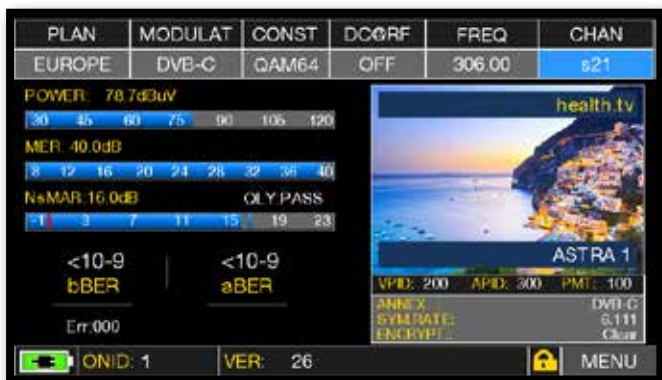 PLAN MODULAT CONST DC@RF FREQ CHAN
EUROPE DVB-C QAM64 OFF 306.00 s21
POWER: 78.7dBuV
30 45 60 75 90 105 120
MER: 40.0dB
8 12 16 20 24 28 32 36 40
NsMAR:16.0dB QLY:PASS
-1 3 7 11 15 19 23
<10-9 <10-9
bBER aBER
Err:000
health.tv
ASTRA 1
VPID: 200 APID: 300 PMT: 100
ANNEX : DVB-C
SYM.RATE: 6.111
ENCRYPT.: Clear
ONID: 1 VER: 26 MENU